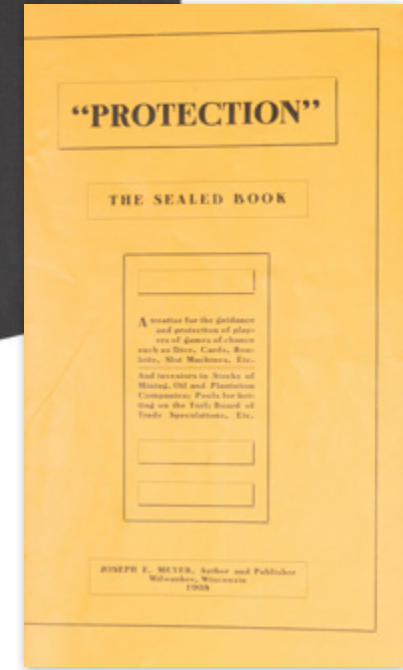 “PROTECTION”
THE SEALED BOOK
A treatise for the guidance
and protection of play-
ers of games of chance
such as Dice, Cards, Rou-
lette, Slot Machines, Etc.
And investors in Stocks of
Mining, Oil and Plantation
Companies; Pools for bet-
ting on the Turf; Board of
Trade Speculations, Etc.
JOSEPH E. MEYER, Author and Publisher
Milwaukee, Wisconsin
1908